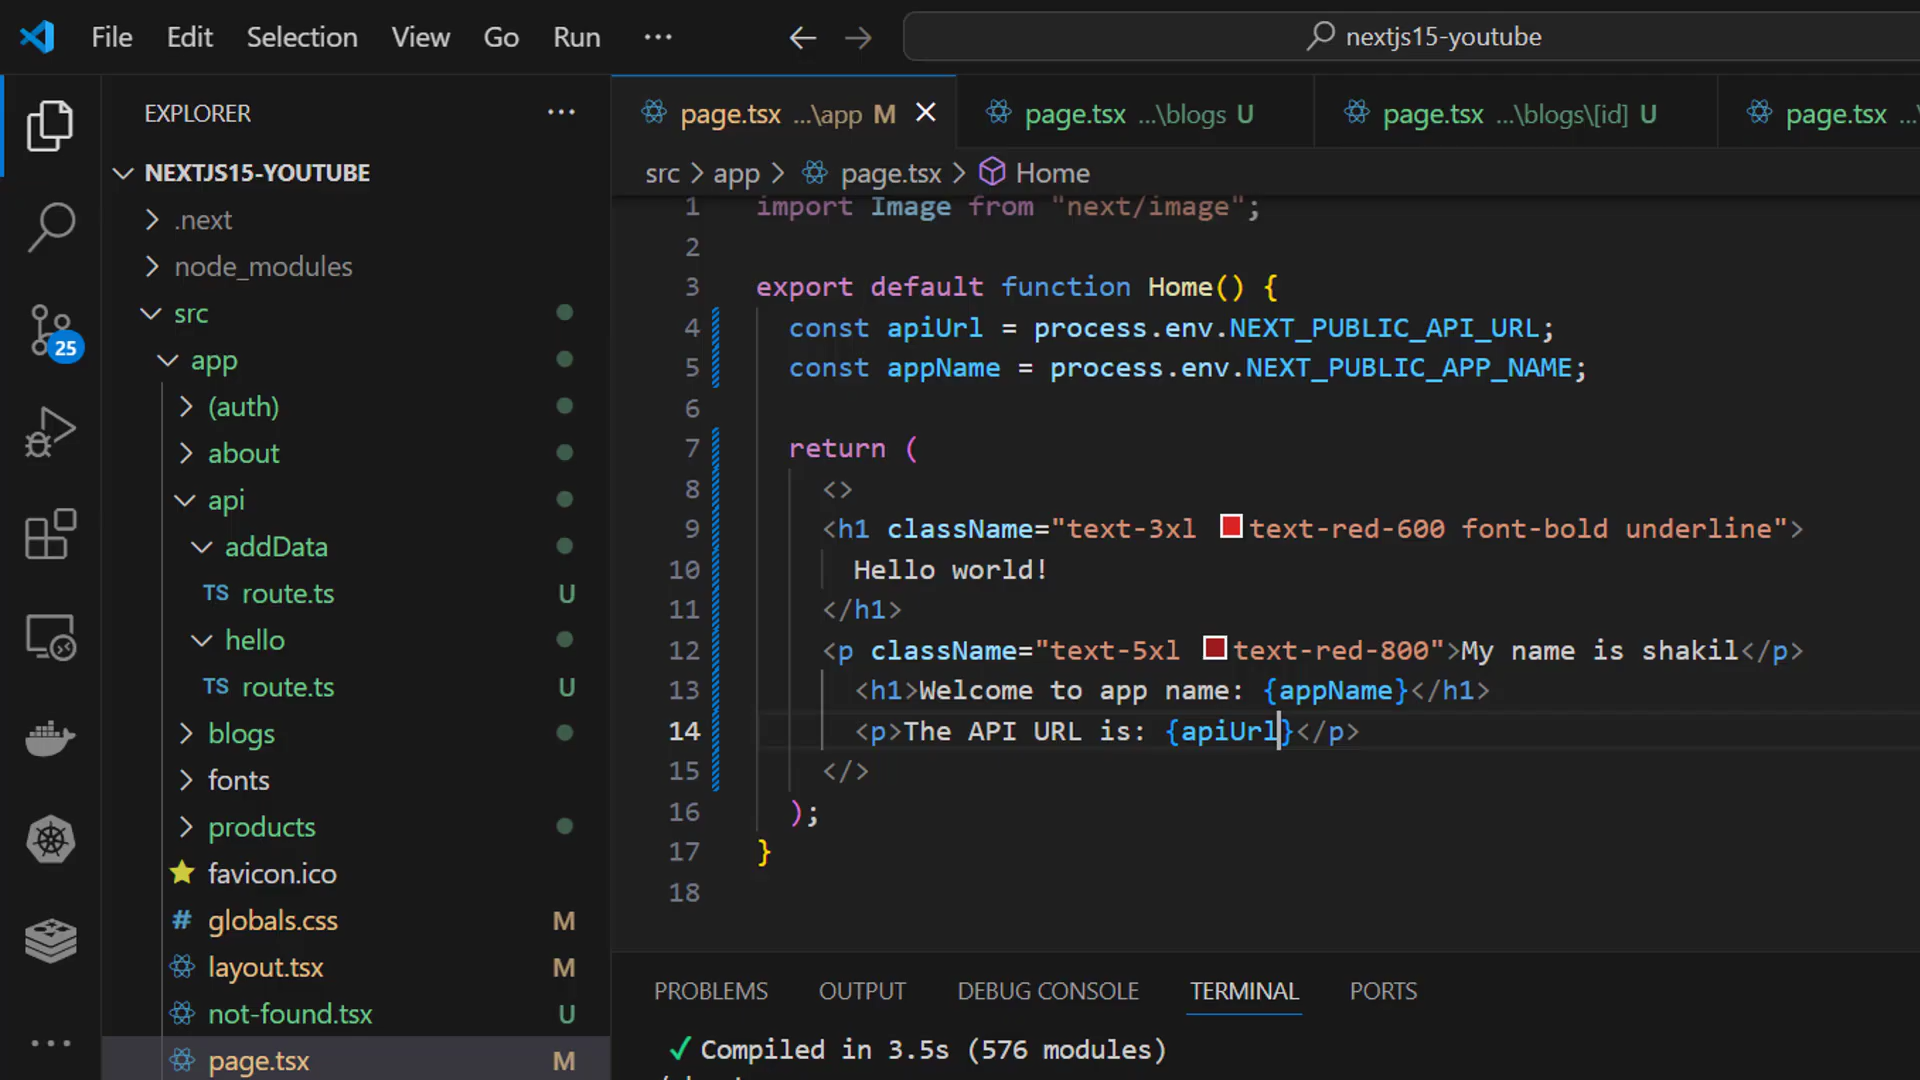 File Edit Selection View Go Run ··· nextjs15-youtube
EXPLORER ···
NEXTJS15-YOUTUBE
.next
node_modules
src
app
(auth)
about
api
addData
TS route.ts U
hello
TS route.ts U
blogs
fonts
products
favicon.ico
# globals.css M
layout.tsx M
not-found.tsx U
page.tsx M
25
page.tsx ...\app M page.tsx ...\blogs U page.tsx ...\blogs\[id] U page.tsx ...
src > app > page.tsx > Home
1 import Image from "next/image";
2
3 export default function Home() {
4 const apiUrl = process.env.NEXT_PUBLIC_API_URL;
5 const appName = process.env.NEXT_PUBLIC_APP_NAME;
6
7 return (
8 <>
9 <h1 className="text-3xl text-red-600 font-bold underline">
10 Hello world!
11 </h1>
12 <p className="text-5xl text-red-800">My name is shakil</p>
13 <h1>Welcome to app name: {appName}</h1>
14 <p>The API URL is: {apiUrl}</p>
15 </>
16 );
17 }
18
PROBLEMS OUTPUT DEBUG CONSOLE TERMINAL PORTS
✓ Compiled in 3.5s (576 modules)